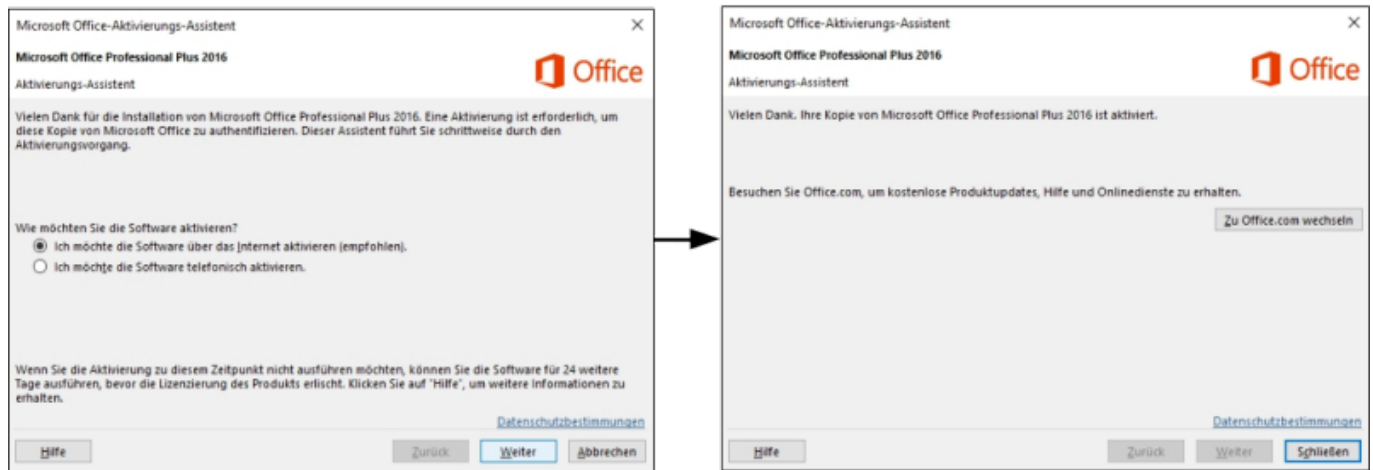 Microsoft Office-Aktivierungs-Assistent
Microsoft Office Professional Plus 2016
Aktivierungs-Assistent
Office
Vielen Dank für die Installation von Microsoft Office Professional Plus 2016. Eine Aktivierung ist erforderlich, um
diese Kopie von Microsoft Office zu authentifizieren. Dieser Assistent führt Sie schrittweise durch den
Aktivierungsvorgang.
Wie möchten Sie die Software aktivieren?
Ich möchte die Software über das Internet aktivieren (empfohlen).
Ich möchte die Software telefonisch aktivieren.
Wenn Sie die Aktivierung zu diesem Zeitpunkt nicht ausführen möchten, können Sie die Software für 24 weitere
Tage ausführen, bevor die Lizenzierung des Produkts erlischt. Klicken Sie auf "Hilfe", um weitere Informationen zu
erhalten.
Datenschutzbestimmungen
Hilfe
Zurück
Weiter
Abbrechen
Microsoft Office-Aktivierungs-Assistent
Microsoft Office Professional Plus 2016
Aktivierungs-Assistent
Office
Vielen Dank. Ihre Kopie von Microsoft Office Professional Plus 2016 ist aktiviert.
Besuchen Sie Office.com, um kostenlose Produktupdates, Hilfe und Onlinedienste zu erhalten.
Zu Office.com wechseln
Datenschutzbestimmungen
Hilfe
Zurück
Weiter
Schließen